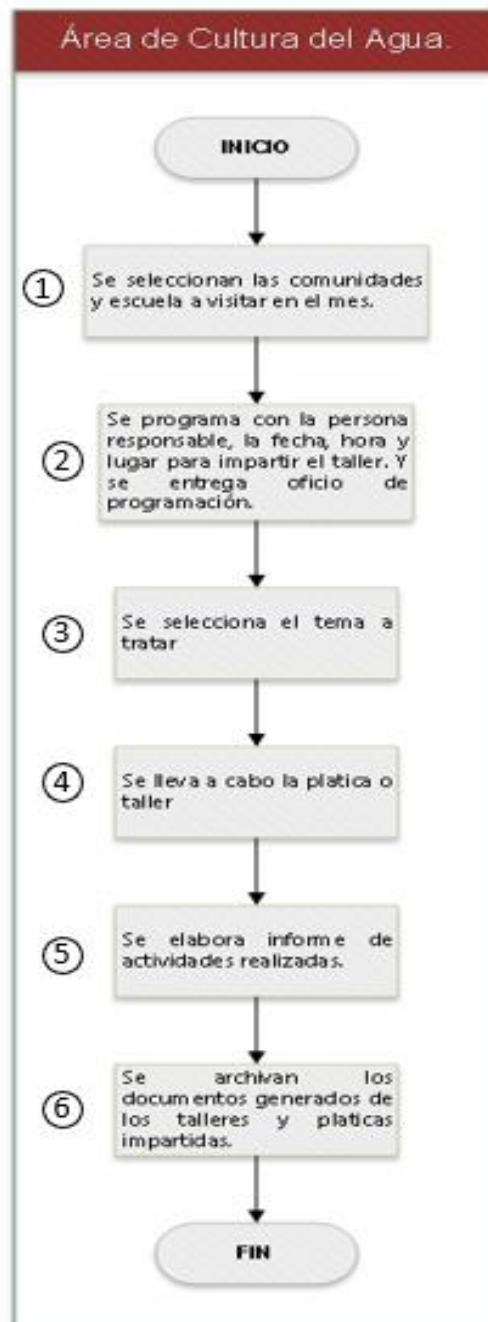 Área de Cultura del Agua.
INICIO
1
Se seleccionan las comunidades
y escuela a visitar en el mes.
2
Se programa con la persona
responsable, la fecha, hora y
lugar para impartir el taller. Y
se entrega oficio de
programación.
3
Se selecciona el tema a
tratar
4
Se lleva a cabo la platica o
taller
5
Se elabora informe de
actividades realizadas.
6
Se archivan los
documentos generados de
los talleres y platicas
impartidas.
FIN